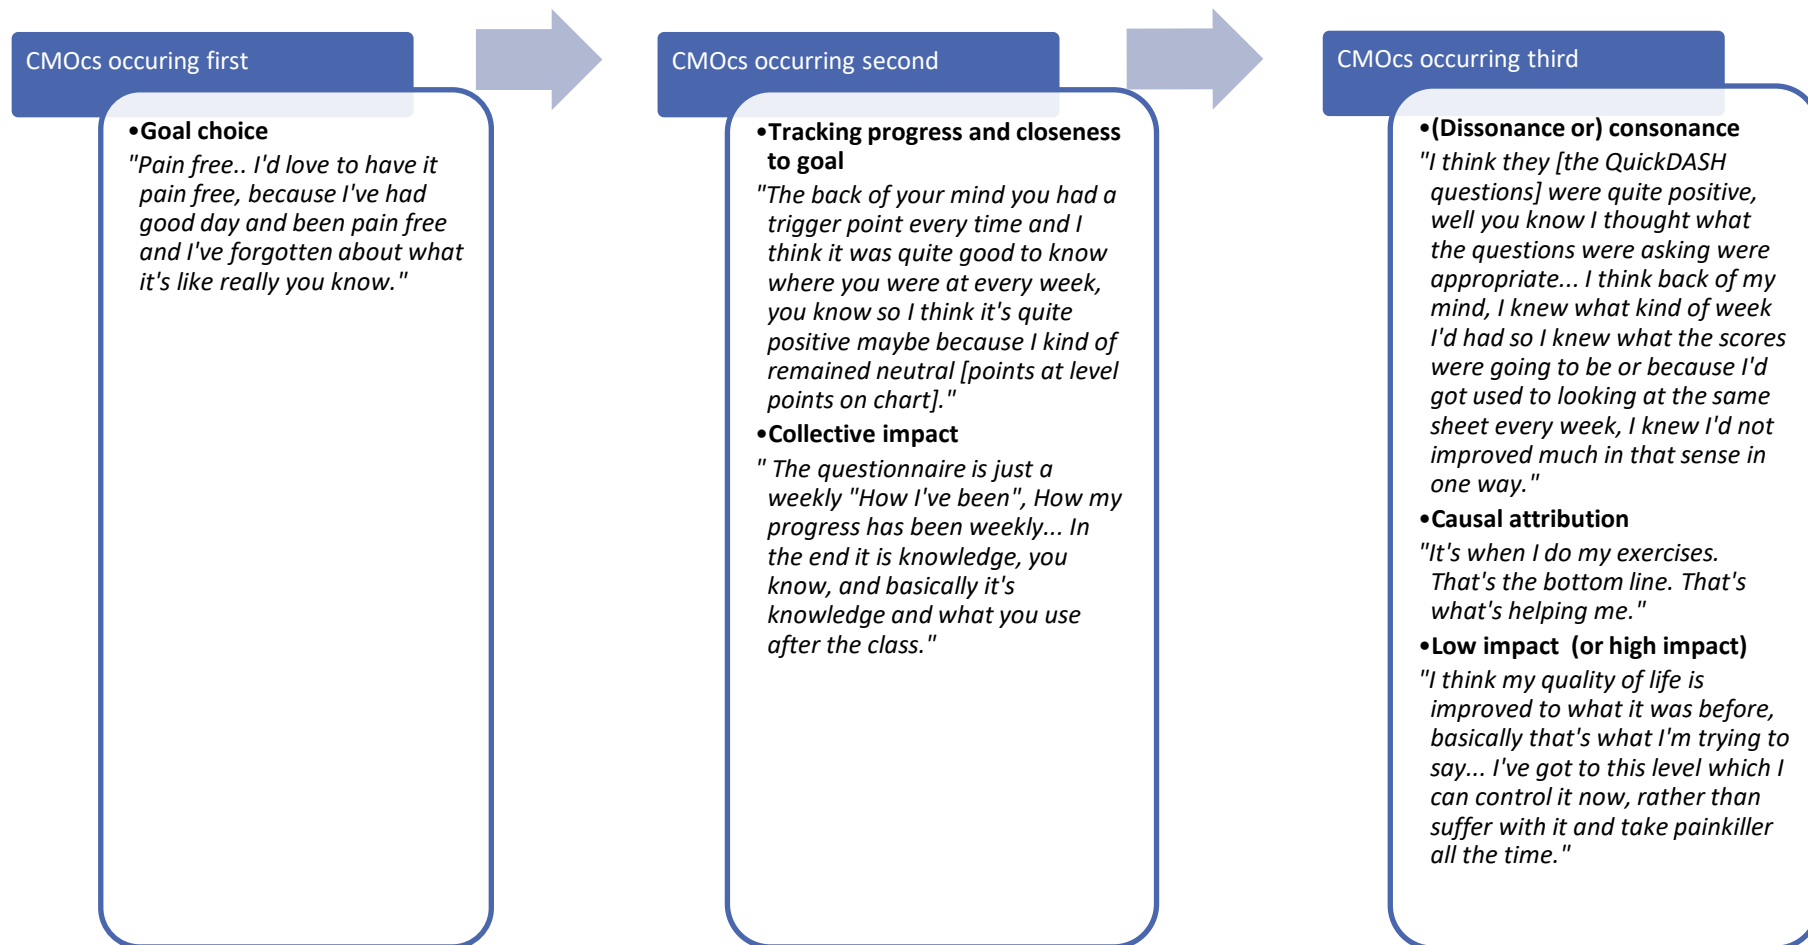 CMOcs occuring first
•Goal choice
"Pain free.. I'd love to have it
pain free, because I've had
good day and been pain free
and I've forgotten about what
it's like really you know."
CMOcs occurring second
•Tracking progress and closeness
to goal
"The back of your mind you had a
trigger point every time and I
think it was quite good to know
where you were at every week,
you know so I think it's quite
positive maybe because I kind of
remained neutral [points at level
points on chart]."
•Collective impact
" The questionnaire is just a
weekly "How I've been", How my
progress has been weekly... In
the end it is knowledge, you
know, and basically it's
knowledge and what you use
after the class."
CMOcs occurring third
•(Dissonance or) consonance
"I think they [the QuickDASH
questions] were quite positive,
well you know I thought what
the questions were asking were
appropriate... I think back of my
mind, I knew what kind of week
I'd had so I knew what the scores
were going to be or because I'd
got used to looking at the same
sheet every week, I knew I'd not
improved much in that sense in
one way."
•Causal attribution
"It's when I do my exercises.
That's the bottom line. That's
what's helping me."
•Low impact  (or high impact)
"I think my quality of life is
improved to what it was before,
basically that's what I'm trying to
say... I've got to this level which I
can control it now, rather than
suffer with it and take painkiller
all the time."